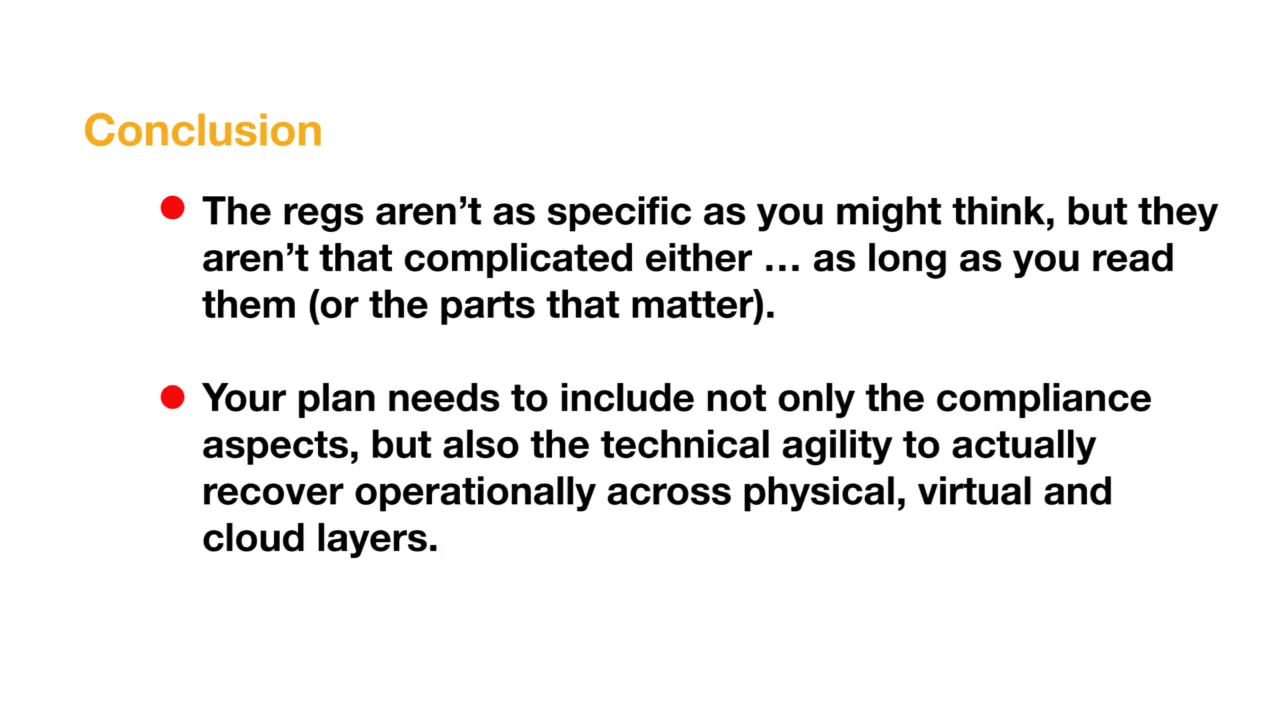 Conclusion
The regs aren’t as specific as you might think, but they
aren’t that complicated either … as long as you read
them (or the parts that matter).
Your plan needs to include not only the compliance
aspects, but also the technical agility to actually
recover operationally across physical, virtual and
cloud layers.